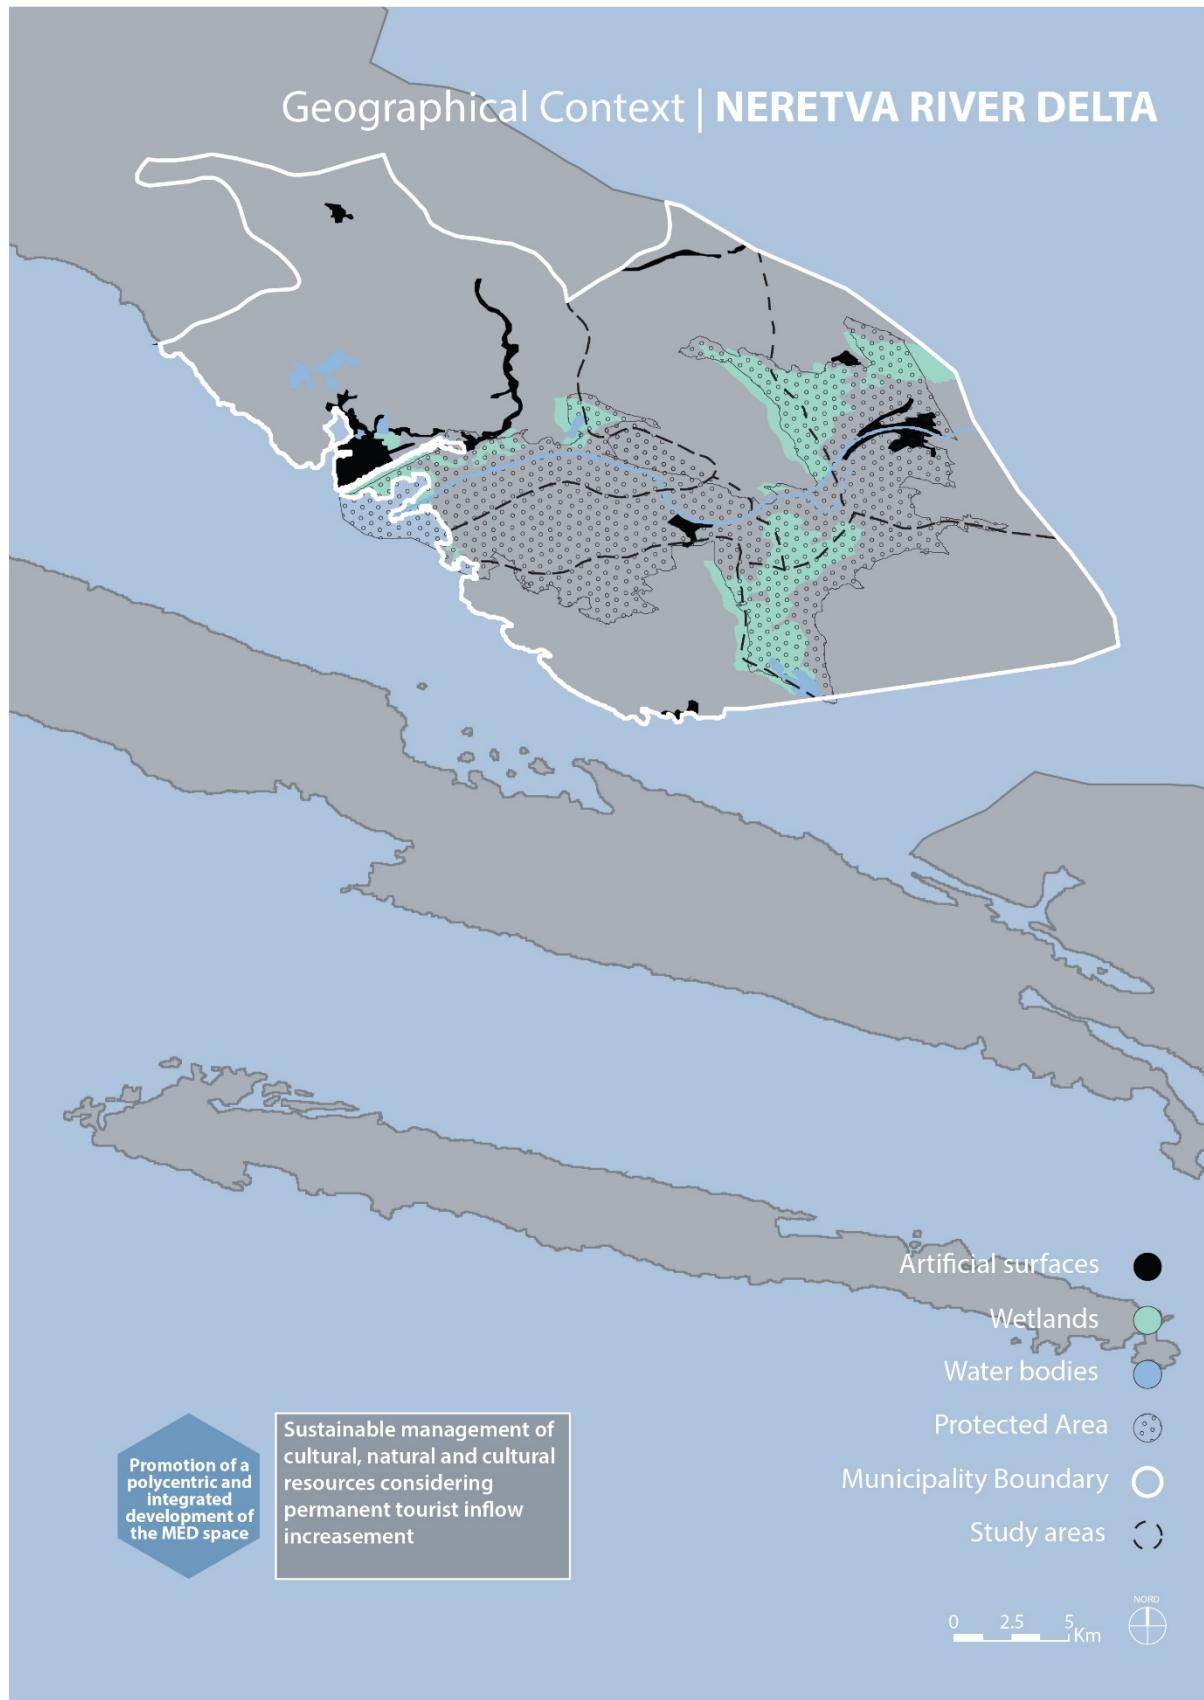 Geographical Context | NERETVA RIVER DELTA
Artificial surfaces
Wetlands
Water bodies
Protected Area
Municipality Boundary
Study areas
Promotion of a
polycentric and
integrated
development of
the MED space
Sustainable management of
cultural, natural and cultural
resources considering
permanent tourist inflow
increasement
0 2.5 5 Km
NORD